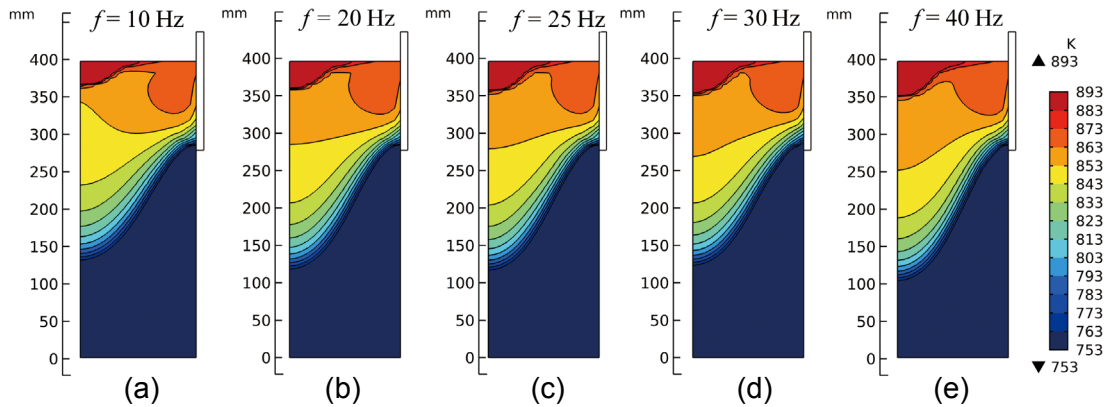 mm f = 10 Hz mm f = 20 Hz mm f = 25 Hz mm f = 30 Hz mm f = 40 Hz
400 400 400 400 400
350 350 350 350 350
300 300 300 300 300
250 250 250 250 250
200 200 200 200 200
150 150 150 150 150
100 100 100 100 100
50 50 50 50 50
0 0 0 0 0
K
▲ 893
893
883
873
863
853
843
833
823
813
803
793
783
773
763
753
▼ 753
(a) (b) (c) (d) (e)